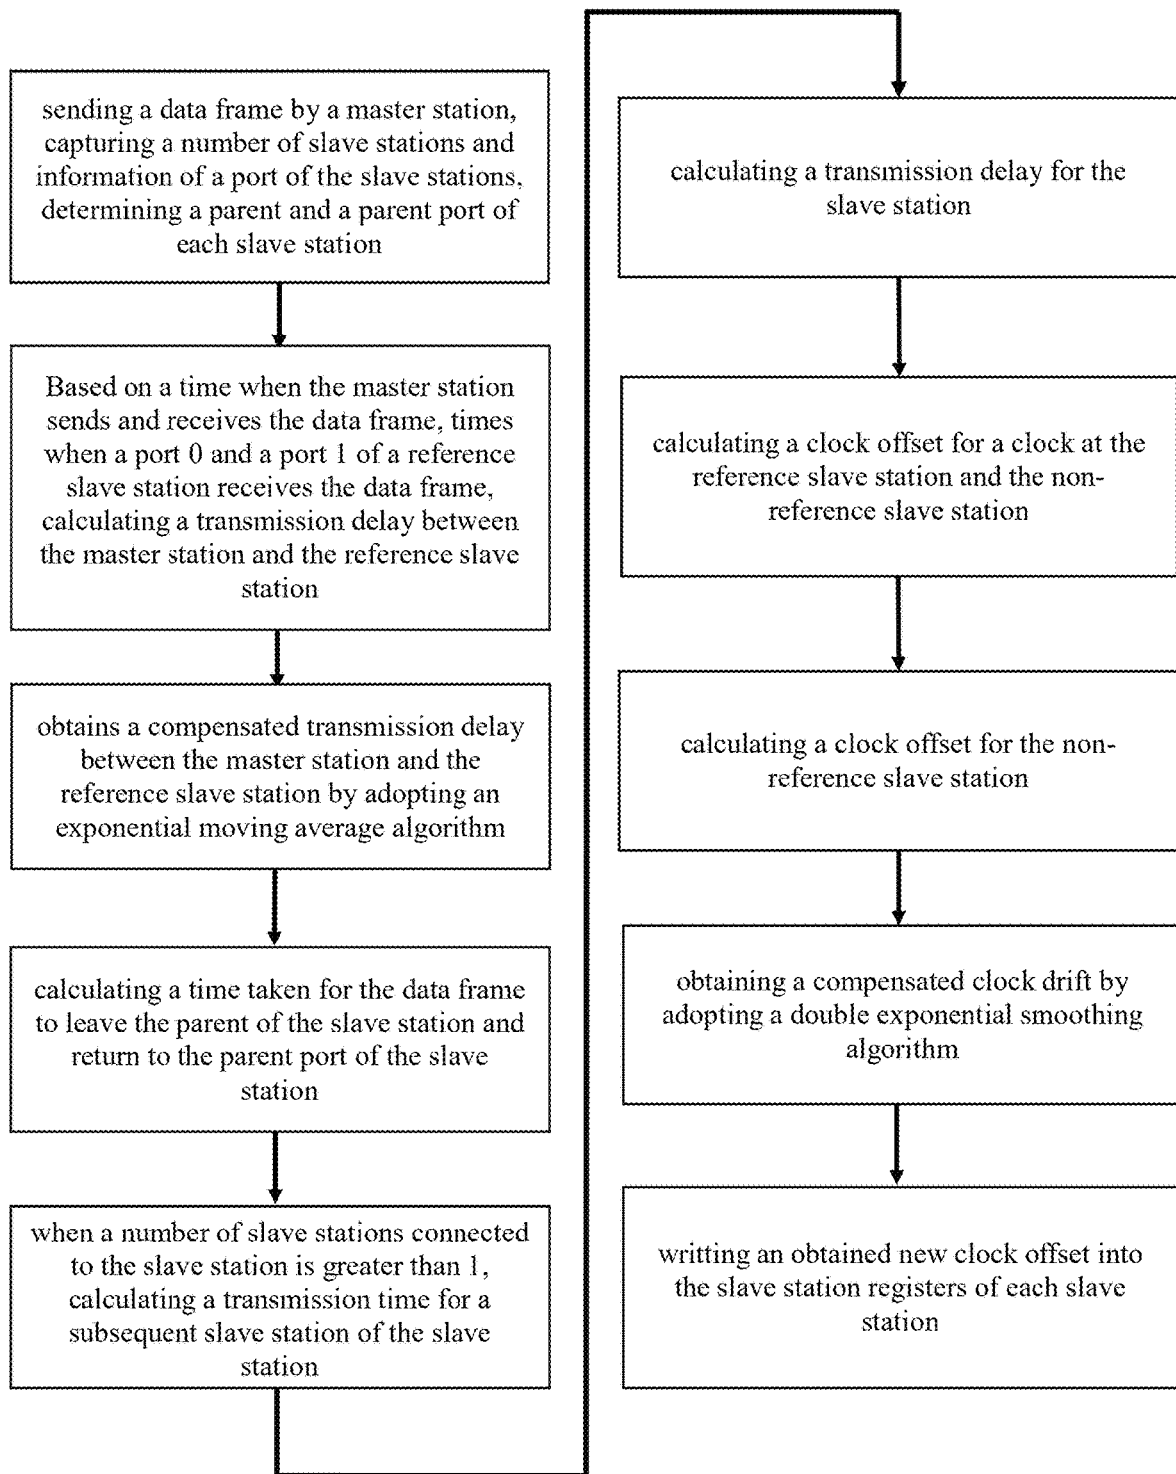 sending a data frame by a master station,
capturing a number of slave stations and
information of a port of the slave stations,
determining a parent and a parent port of
each slave station
Based on a time when the master station
sends and receives the data frame, times
when a port 0 and a port 1 of a reference
slave station receives the data frame,
calculating a transmission delay between
the master station and the reference slave
station
obtains a compensated transmission delay
between the master station and the
reference slave station by adopting an
exponential moving average algorithm
calculating a time taken for the data frame
to leave the parent of the slave station and
return to the parent port of the slave
station
when a number of slave stations connected
to the slave station is greater than 1,
calculating a transmission time for a
subsequent slave station of the slave
station
calculating a transmission delay for the
slave station
calculating a clock offset for a clock at the
reference slave station and the non-
reference slave station
calculating a clock offset for the non-
reference slave station
obtaining a compensated clock drift by
adopting a double exponential smoothing
algorithm
writting an obtained new clock offset into
the slave station registers of each slave
station